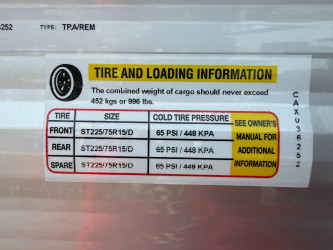 6252 TYPE: TPA/REM
TIRE AND LOADING INFORMATION
The combined weight of cargo should never exceed
452 kgs or 996 lbs.
TIRE SIZE COLD TIRE PRESSURE SEE OWNER'S MANUAL FOR ADDITIONAL INFORMATION
FRONT ST225/75R15/D 65 PSI / 448 KPA
REAR ST225/75R15/D 65 PSI / 448 KPA
SPARE ST225/75R15/D 65 PSI / 448 KPA
CAXU36252